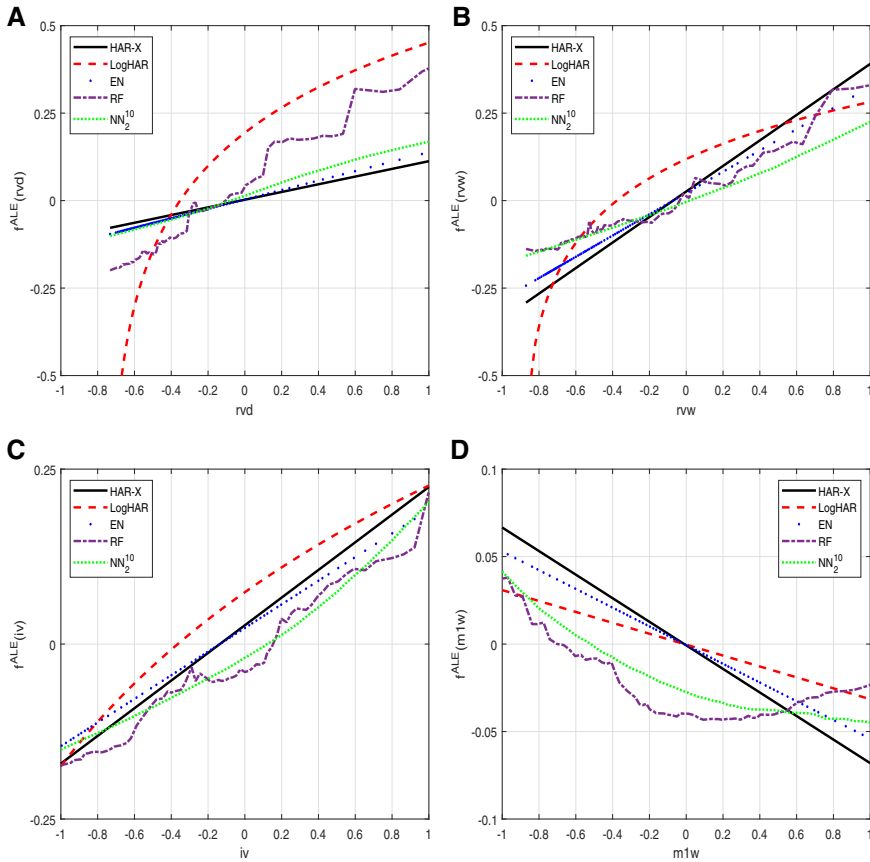 A
B
0.5
0.25
0
-0.25
-0.5
f^ALE(rvd)
HAR-X
LogHAR
EN
RF
NN_2^10
-1 -0.8 -0.6 -0.4 -0.2 0 0.2 0.4 0.6 0.8 1
rvd
0.5
0.25
0
-0.25
-0.5
f^ALE(rvw)
HAR-X
LogHAR
EN
RF
NN_2^10
-1 -0.8 -0.6 -0.4 -0.2 0 0.2 0.4 0.6 0.8 1
rvw
C
D
0.25
0
-0.25
f^ALE(iv)
HAR-X
LogHAR
EN
RF
NN_2^10
-1 -0.8 -0.6 -0.4 -0.2 0 0.2 0.4 0.6 0.8 1
iv
0.1
0.05
0
-0.05
-0.1
f^ALE(m1w)
HAR-X
LogHAR
EN
RF
NN_2^10
-1 -0.8 -0.6 -0.4 -0.2 0 0.2 0.4 0.6 0.8 1
m1w